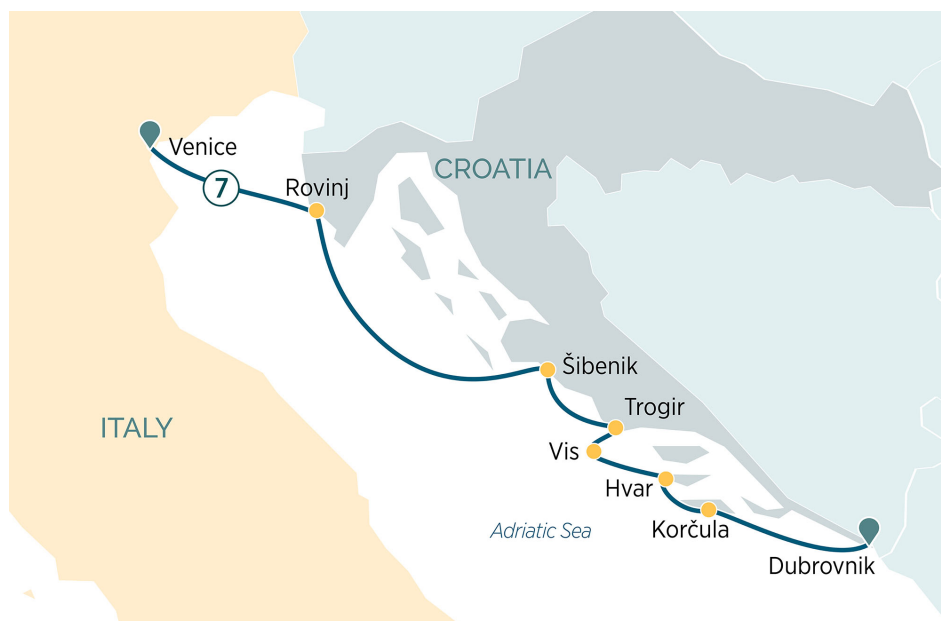 Venice
7
Rovinj
CROATIA
Šibenik
Trogir
ITALY
Vis
Hvar
Korčula
Adriatic Sea
Dubrovnik